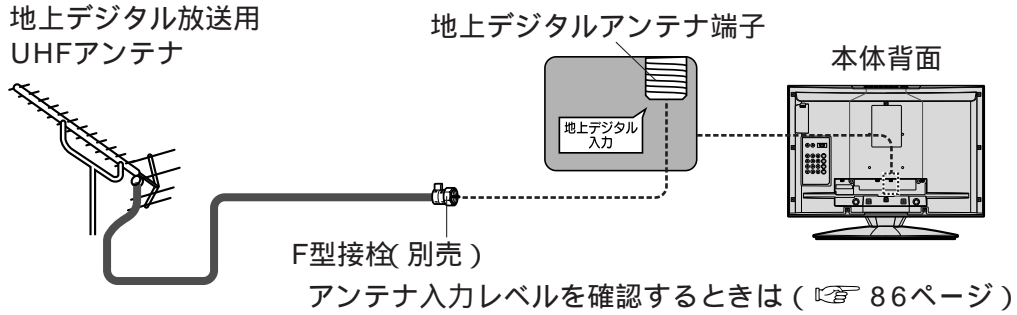 地上デジタル放送用
UHFアンテナ
地上デジタルアンテナ端子
本体背面
地上デジタル
入力
F型接栓(別売)
アンテナ入力レベルを確認するときは(☞ 86ページ)